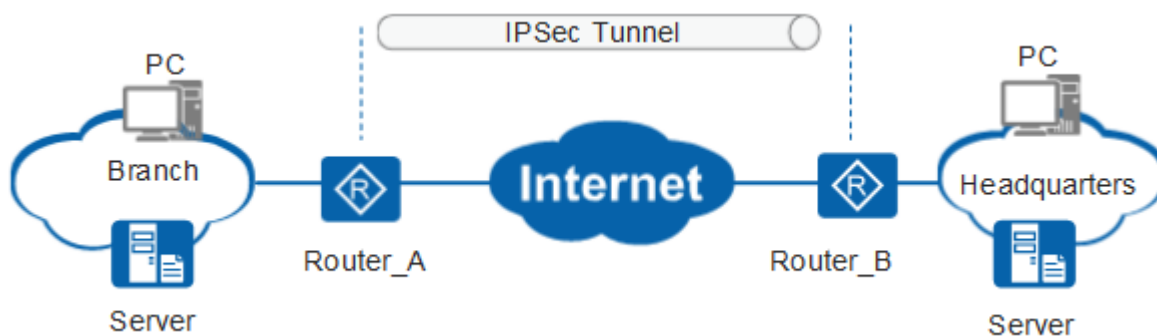 IPSec Tunnel
PC
PC
Branch
R
Internet
R
Headquarters
Router_A
Router_B
Server
Server